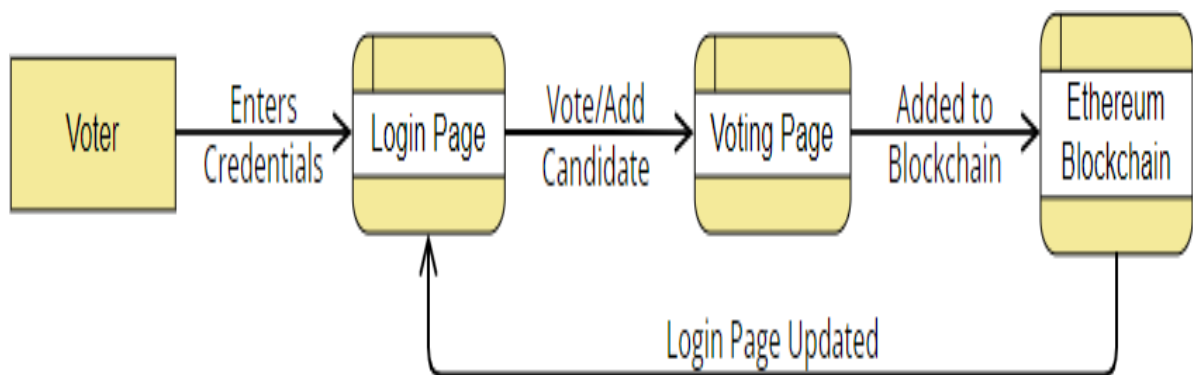 Voter
Enters
Credentials
Login Page
Vote/Add
Candidate
Voting Page
Added to
Blockchain
Ethereum
Blockchain
Login Page Updated